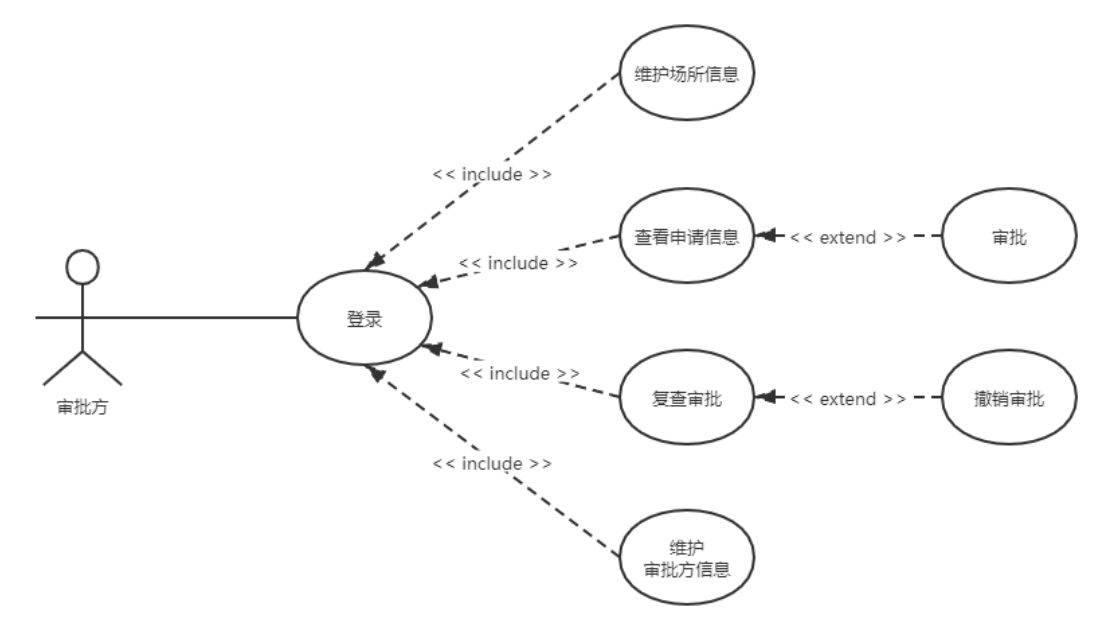 维护场所信息
<< include >>
<< include >>
查看申请信息
<< extend >>
审批
登录
审批方
<< include >>
复查审批
<< extend >>
撤销审批
<< include >>
维护
审批方信息